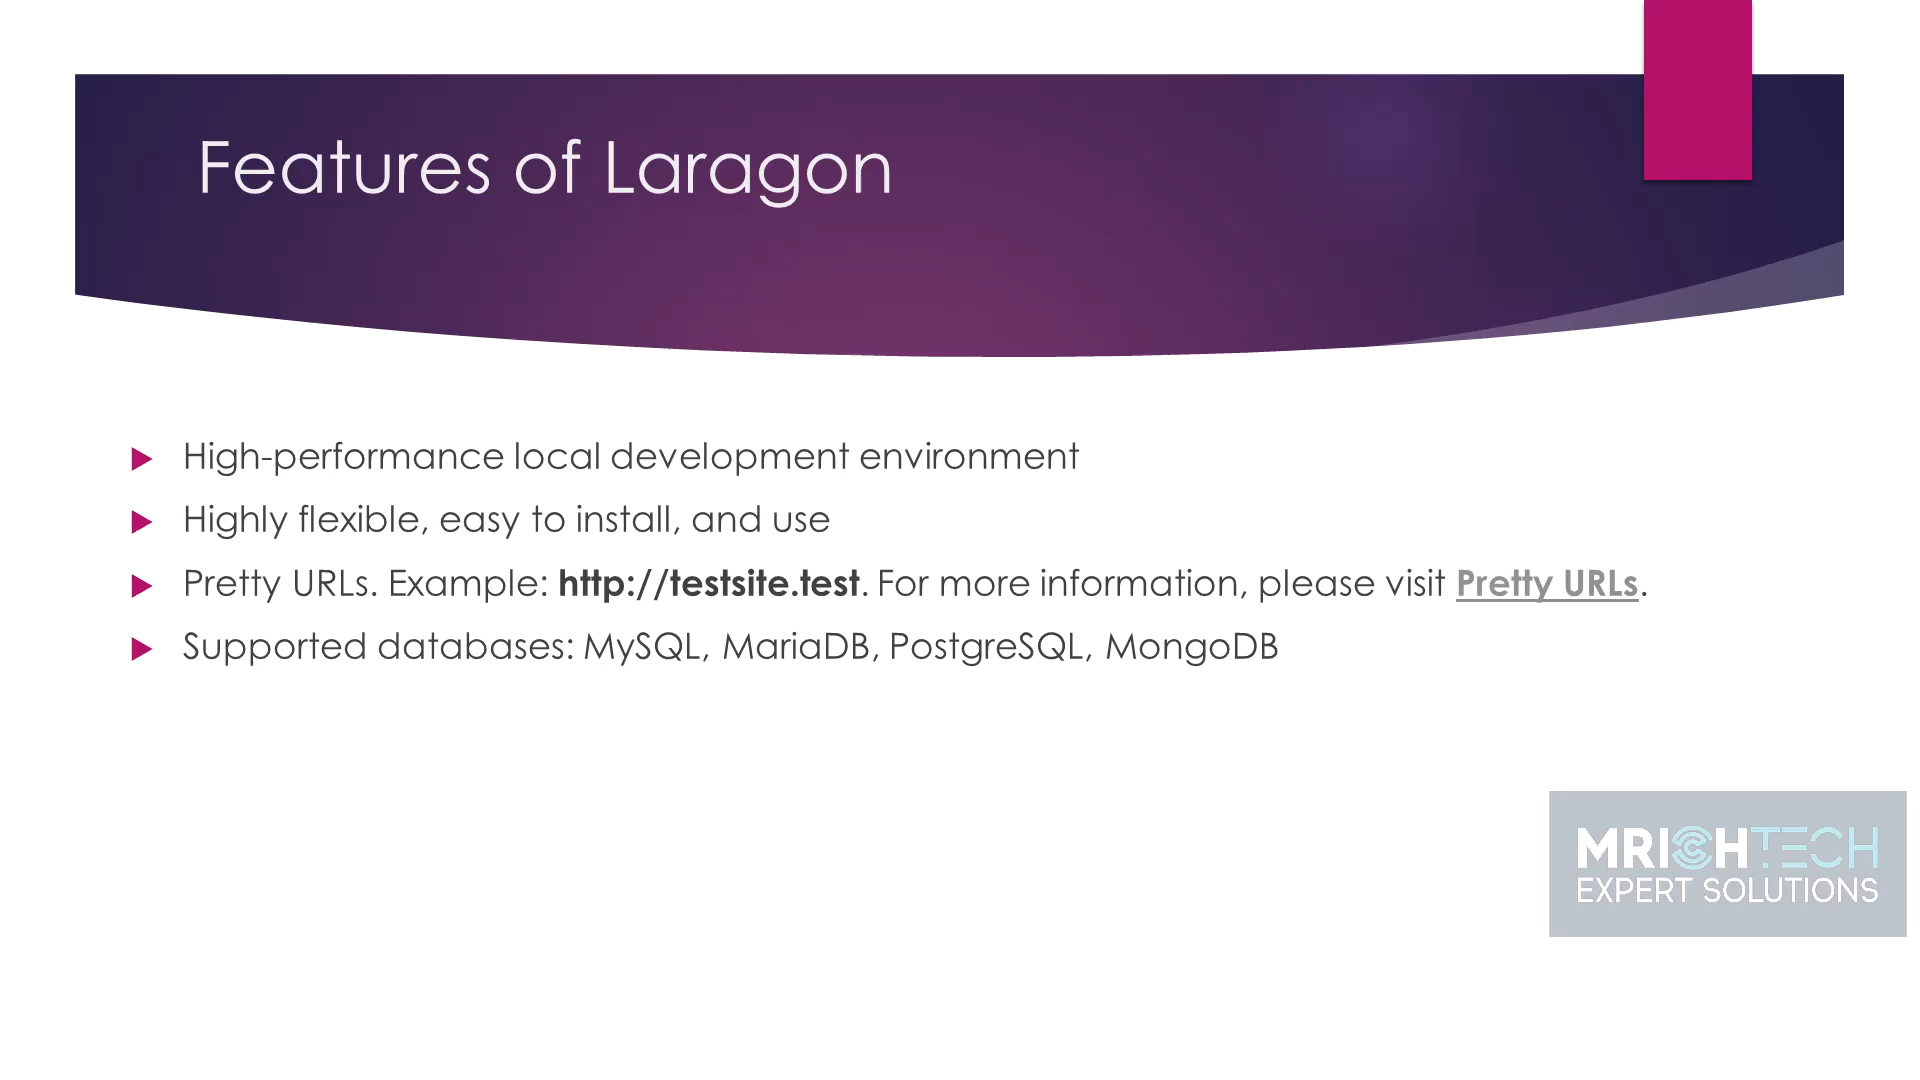 Features of Laragon
High-performance local development environment
Highly flexible, easy to install, and use
Pretty URLs. Example: http://testsite.test. For more information, please visit Pretty URLs.
Supported databases: MySQL, MariaDB, PostgreSQL, MongoDB
MRICHTECH
EXPERT SOLUTIONS